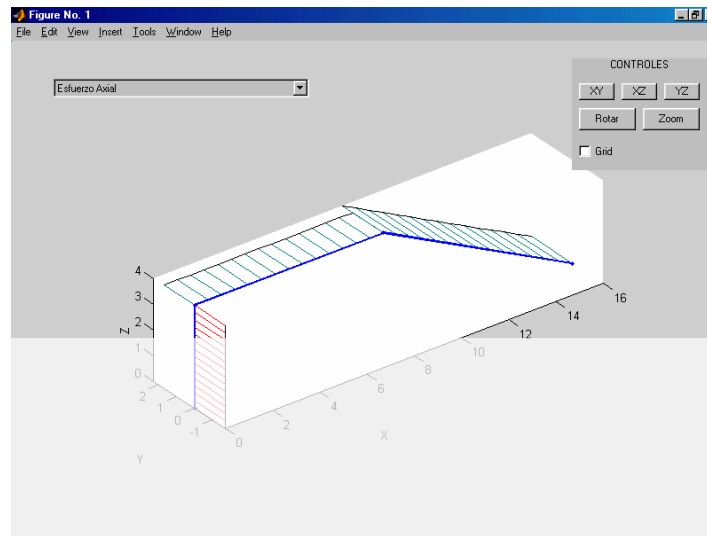 Figure No. 1
File Edit View Insert Tools Window Help
CONTROLES
Esfuerzo Axial
XY XZ YZ
Rotar Zoom
Grid
4
3
2
1
0
Z
2
1
0
-1
Y
0
2
4
6
8
10
12
14
16
X